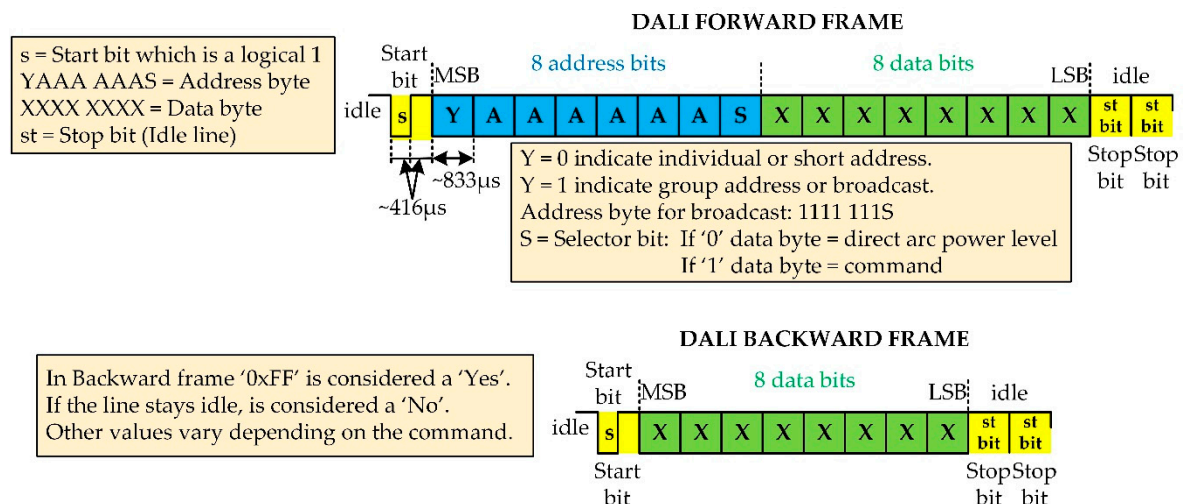 DALI FORWARD FRAME
s = Start bit which is a logical 1
YAAA AAAS = Address byte
XXXX XXXX = Data byte
st = Stop bit (Idle line)
Start
bit
MSB
8 address bits
8 data bits
LSB
idle
idle
s
Y A A A A A A S X X X X X X X X
st
bit
st
bit
Stop
bit
Stop
bit
~833µs
~416µs
Y = 0 indicate individual or short address.
Y = 1 indicate group address or broadcast.
Address byte for broadcast: 1111 111S
S = Selector bit: If '0' data byte = direct arc power level
If '1' data byte = command
DALI BACKWARD FRAME
In Backward frame '0xFF' is considered a 'Yes'.
If the line stays idle, is considered a 'No'.
Other values vary depending on the command.
Start
bit
MSB
8 data bits
LSB
idle
idle
s
X X X X X X X X
st
bit
st
bit
Start
bit
Stop
bit
Stop
bit